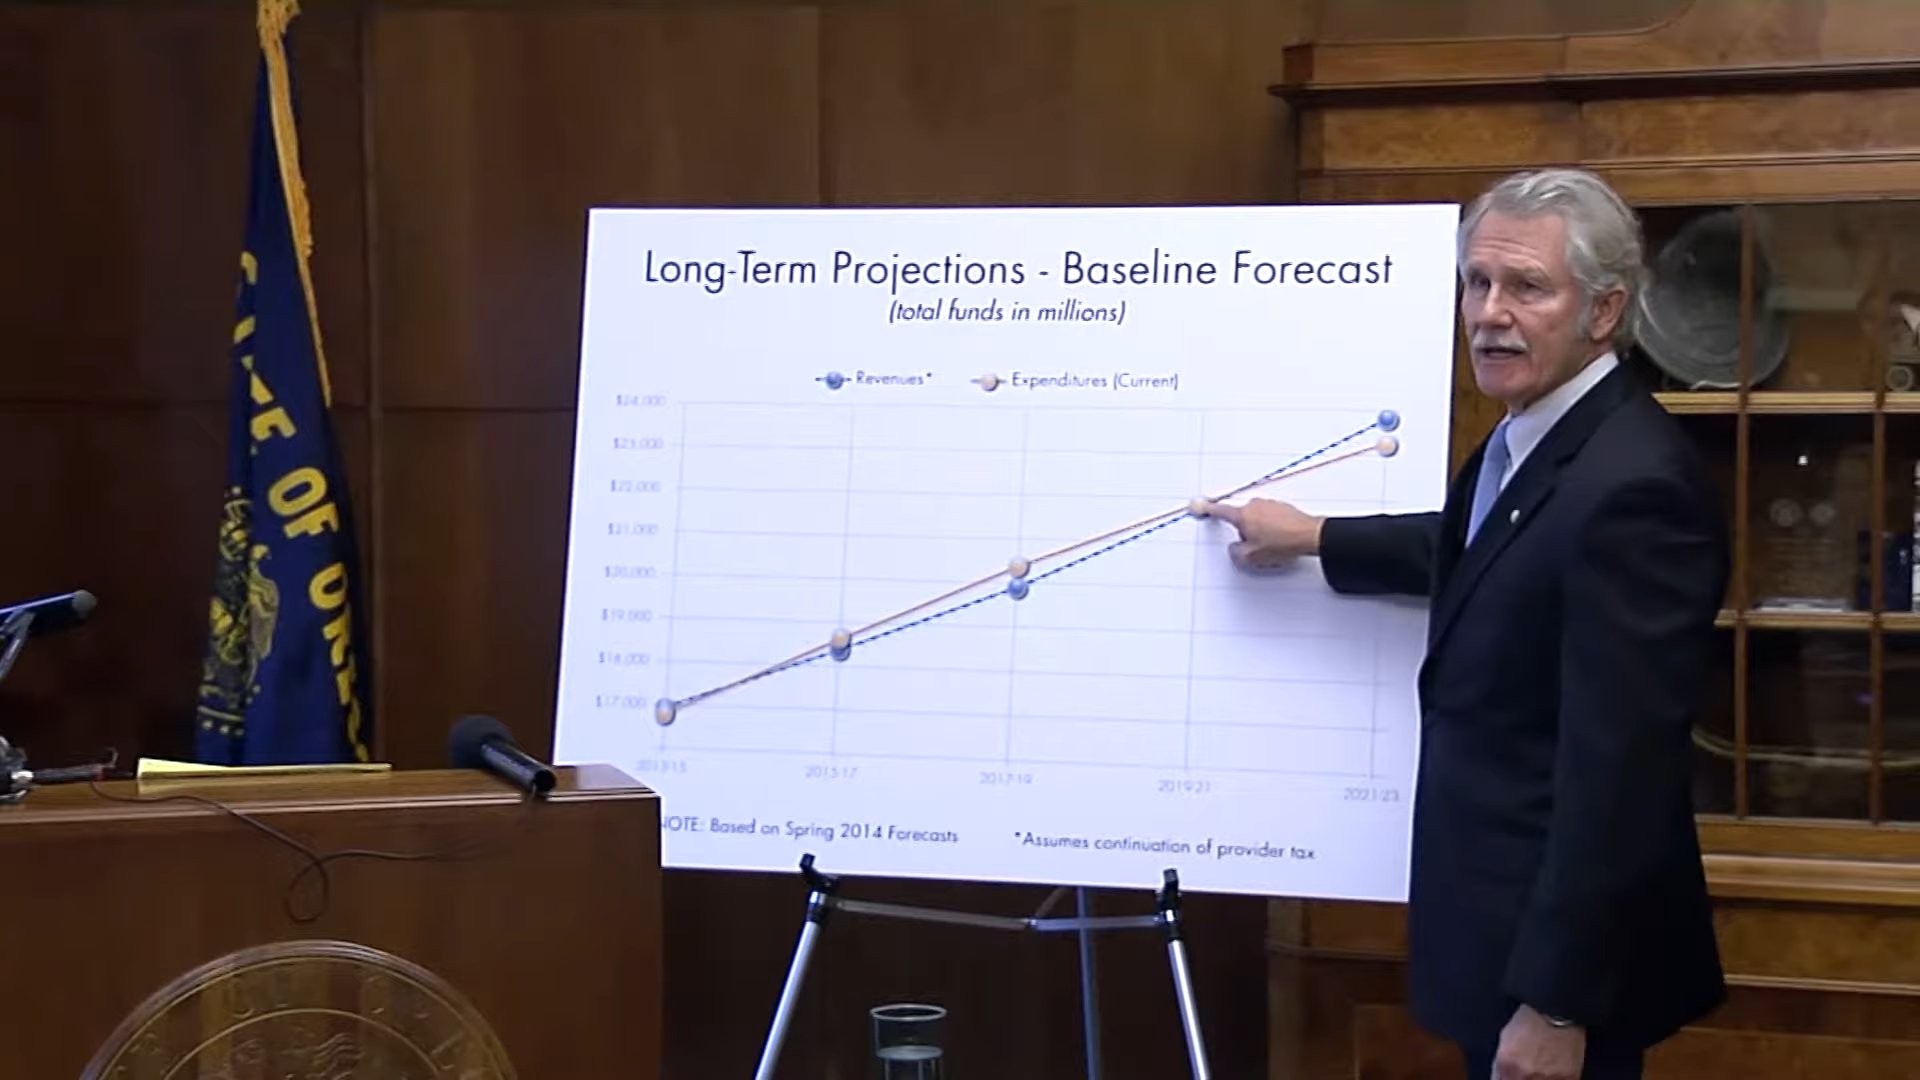 Long-Term Projections - Baseline Forecast
(total funds in millions)
Revenues* Expenditures (Current)
$24,000
$23,000
$22,000
$21,000
$20,000
$19,000
$18,000
$17,000
2013-15 2015-17 2017-19 2019-21 2021-23
NOTE: Based on Spring 2014 Forecasts *Assumes continuation of provider tax
OF